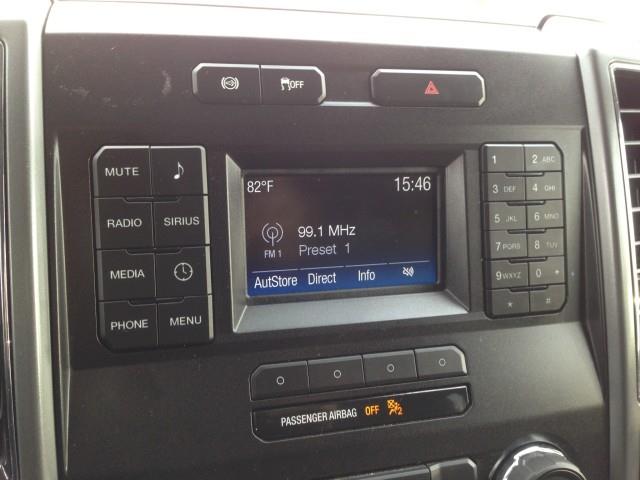 OFF
MUTE
RADIO SIRIUS
MEDIA
PHONE MENU
82°F 15:46
99.1 MHz
FM 1 Preset 1
AutStore Direct Info
1 2 ABC
3 DEF 4 GHI
5 JKL 6 MNO
7 PQRS 8 TUV
9 WXYZ 0 +
* #
PASSENGER AIRBAG OFF 2